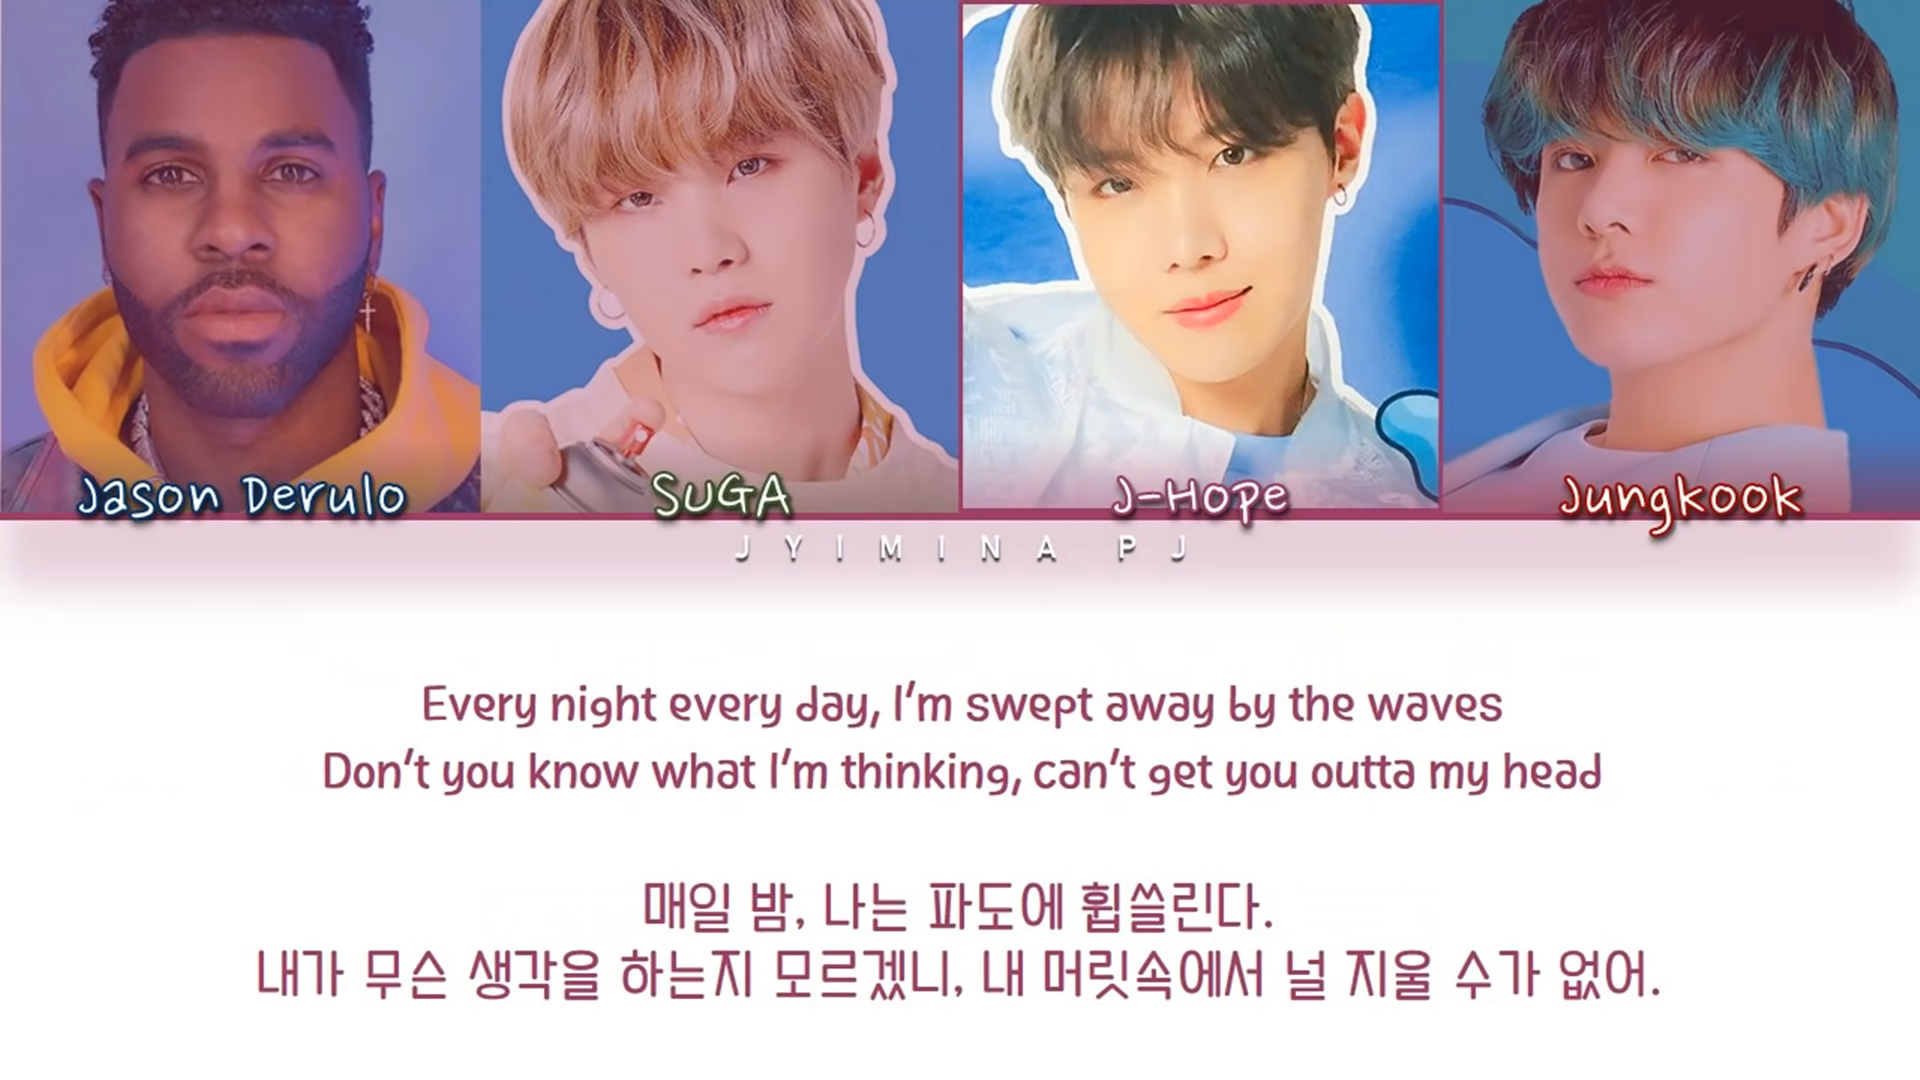 Jason Derulo
SUGA
J-Hope
Jungkook
JYIMINA PJ
Every night every day, I'm swept away by the waves
Don't you know what I'm thinking, can't get you outta my head
매일 밤, 나는 파도에 휩쓸린다.
내가 무슨 생각을 하는지 모르겠니, 내 머릿속에서 널 지울 수가 없어.